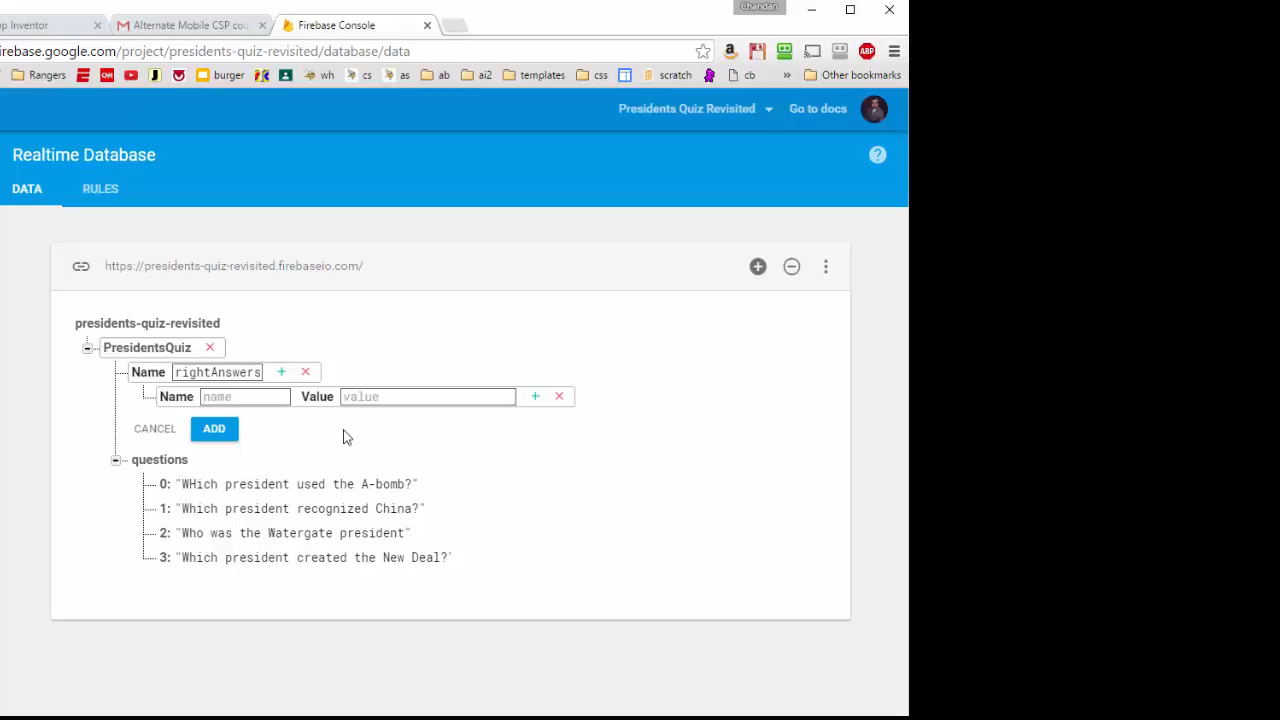 Chandan
p Inventor
Alternate Mobile CSP cou
Firebase Console
irebase.google.com/project/presidents-quiz-revisited/database/data
ABP
Rangers
CNN
burger
wh
cs
as
ab
ai2
templates
css
scratch
cb
»
Other bookmarks
Presidents Quiz Revisited
Go to docs
Realtime Database
?
DATA
RULES
https://presidents-quiz-revisited.firebaseio.com/
presidents-quiz-revisited
PresidentsQuiz
Name rightAnswers
Name name Value value
CANCEL ADD
questions
0: "WHich president used the A-bomb?"
1: "Which president recognized China?"
2: "Who was the Watergate president"
3: "Which president created the New Deal?'